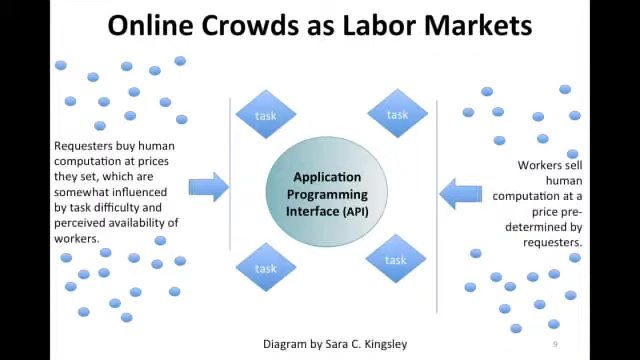 Online Crowds as Labor Markets
task
task
Requesters buy human
computation at prices
they set, which are
somewhat influenced
by task difficulty and
perceived availability of
workers.
Application
Programming
Interface (API)
Workers sell
human
computation at a
price pre-
determined by
requesters.
task
task
Diagram by Sara C. Kingsley
9